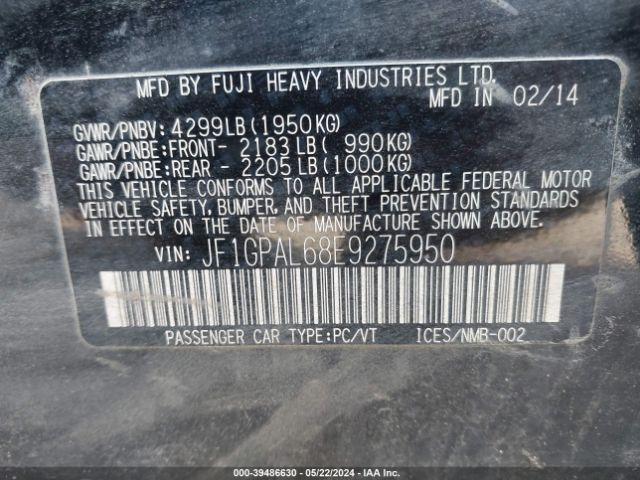 MFD BY FUJI HEAVY INDUSTRIES LTD.
MFD IN 02/14
GVWR/PNBV: 4299LB (1950KG)
GAWR/PNBE:FRONT- 2183LB ( 990KG)
GAWR/PNBE:REAR - 2205LB (1000KG)
THIS VEHICLE CONFORMS TO ALL APPLICABLE FEDERAL MOTOR
VEHICLE SAFETY, BUMPER, AND THEFT PREVENTION STANDARDS
IN EFFECT ON THE DATE OF MANUFACTURE SHOWN ABOVE.
VIN: JF1GPAL68E9275950
PASSENGER CAR TYPE:PC/VT ICES/NMB-002
000-39486630 - 05/22/2024 - IAA Inc.